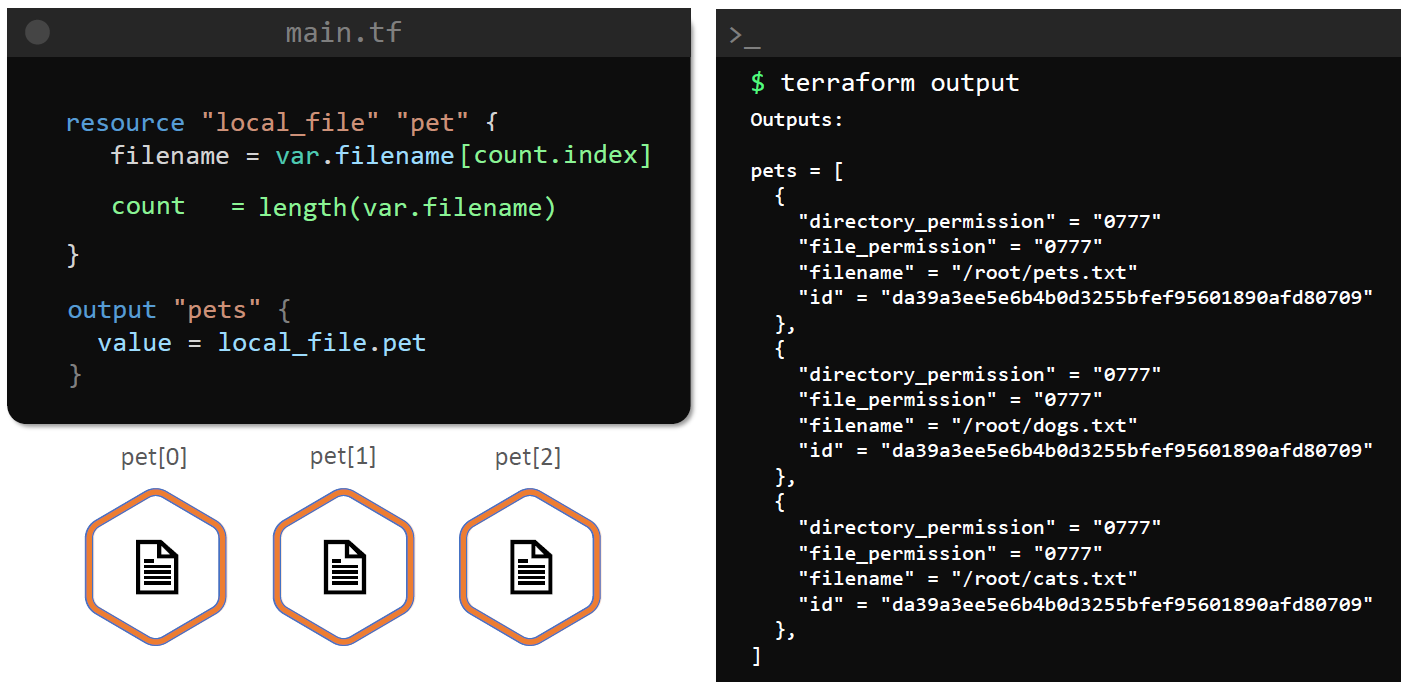 main.tf
resource "local_file" "pet" {
filename = var.filename[count.index]
count = length(var.filename)
}
output "pets" {
value = local_file.pet
}
pet[0] pet[1] pet[2]
>_
$ terraform output
Outputs:
pets = [
{
"directory_permission" = "0777"
"file_permission" = "0777"
"filename" = "/root/pets.txt"
"id" = "da39a3ee5e6b4b0d3255bfef95601890afd80709"
},
{
"directory_permission" = "0777"
"file_permission" = "0777"
"filename" = "/root/dogs.txt"
"id" = "da39a3ee5e6b4b0d3255bfef95601890afd80709"
},
{
"directory_permission" = "0777"
"file_permission" = "0777"
"filename" = "/root/cats.txt"
"id" = "da39a3ee5e6b4b0d3255bfef95601890afd80709"
},
]